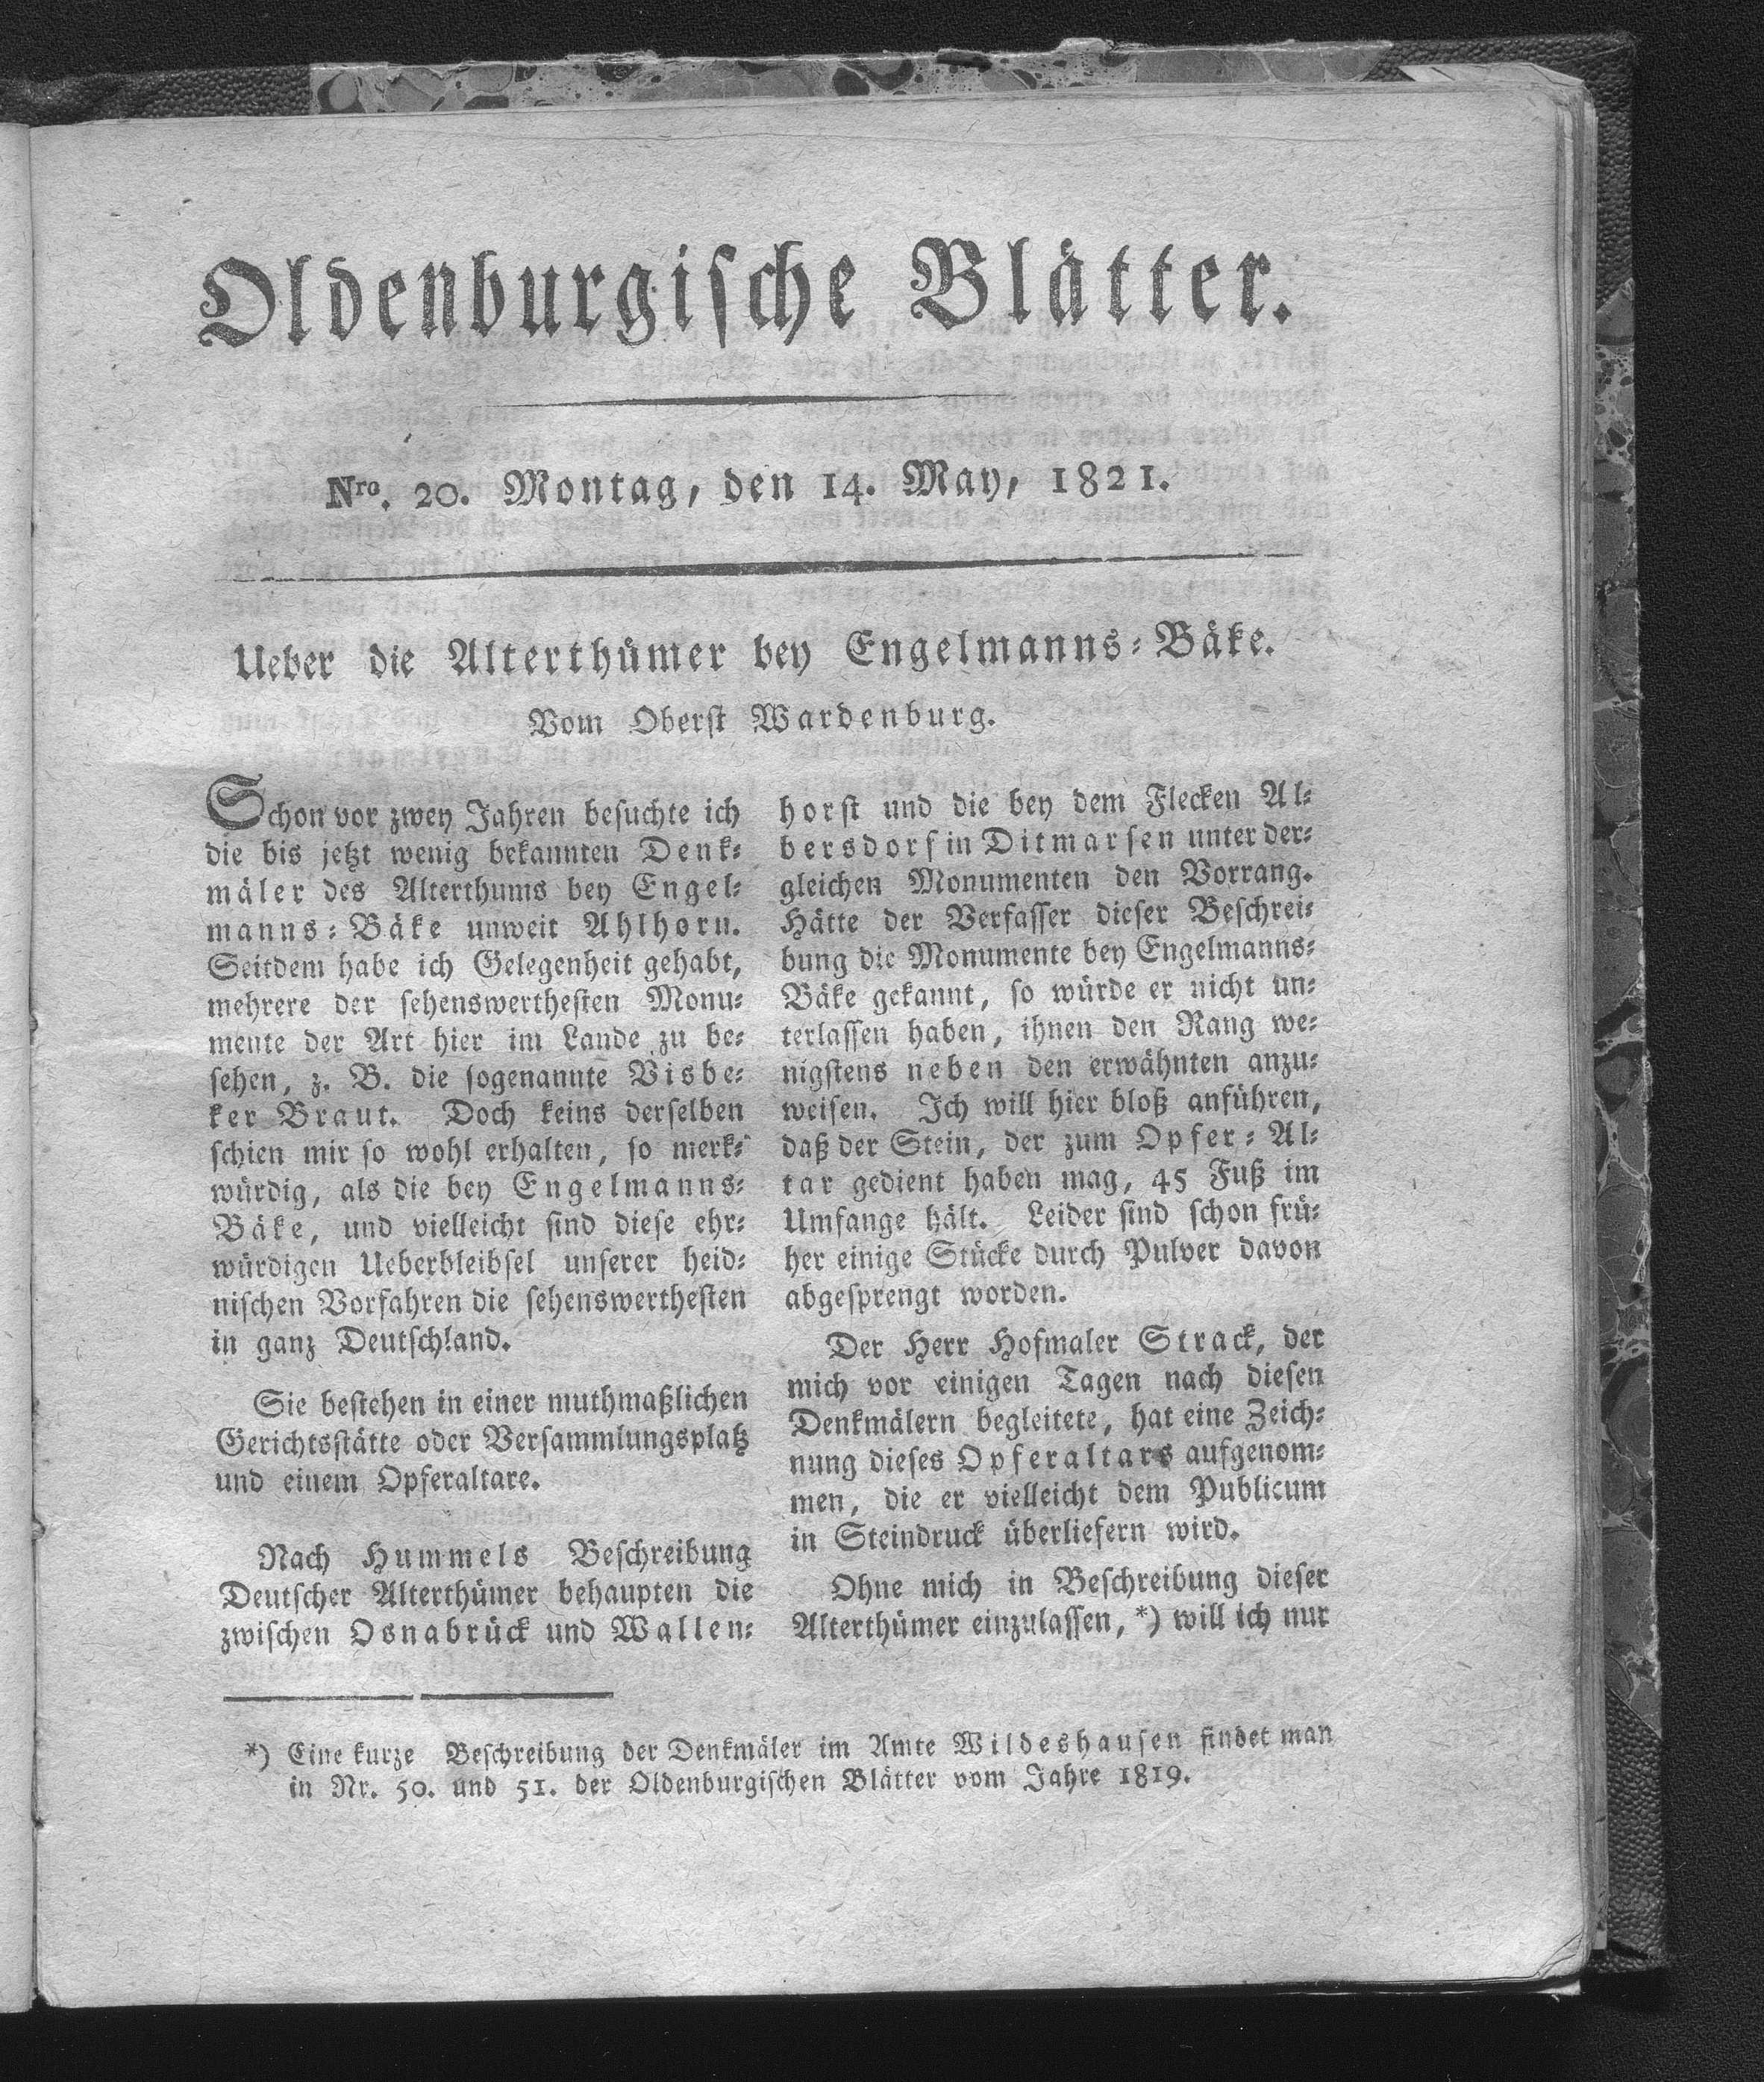 Oldenburgische Blätter.
Nro. 20. Montag, den 14. May, 1821.
Ueber die Alterthümer bey Engelmanns-Bäke.
Vom Oberst Wardenburg.
Schon vor zwey Jahren besuchte ich
die bis jetzt wenig bekannten Denk-
mäler des Alterthums bey Engel-
manns-Bäke unweit Ahlhorn.
Seitdem habe ich Gelegenheit gehabt,
mehrere der sehenswerthesten Monu-
mente der Art hier im Lande zu be-
sehen, z. B. die sogenannte Visbe-
ker Braut. Doch keins derselben
schien mir so wohl erhalten, so merk-
würdig, als die bey Engelmanns-
Bäke, und vielleicht sind diese ehr-
würdigen Ueberbleibsel unserer heid-
nischen Vorfahren die sehenswerthesten
in ganz Deutschland.
Sie bestehen in einer muthmaßlichen
Gerichtsstätte oder Versammlungsplatz
und einem Opferaltare.
Nach Hummels Beschreibung
Deutscher Alterthümer behaupten die
zwischen Osnabrück und Wallen-
horst und die bey dem Flecken Al-
bersdorf in Ditmarsen unter der-
gleichen Monumenten den Vorrang.
Hätte der Verfasser dieser Beschrei-
bung die Monumente bey Engelmanns-
Bäke gekannt, so würde er nicht un-
terlassen haben, ihnen den Rang we-
nigstens neben den erwähnten anzu-
weisen. Ich will hier bloß anführen,
daß der Stein, der zum Opfer-Al-
tar gedient haben mag, 45 Fuß im
Umfange hält. Leider sind schon frü-
her einige Stücke durch Pulver davon
abgesprengt worden.
Der Herr Hofmaler Strack, der
mich vor einigen Tagen nach diesen
Denkmälern begleitete, hat eine Zeich-
nung dieses Opferaltars aufgenom-
men, die er vielleicht dem Publicum
in Steindruck überliefern wird.
Ohne mich in Beschreibung dieser
Alterthümer einzulassen, *) will ich nur
*) Eine kurze Beschreibung der Denkmäler im Amte Wildeshausen findet man
in Nr. 50. und 51. der Oldenburgischen Blätter vom Jahre 1819.